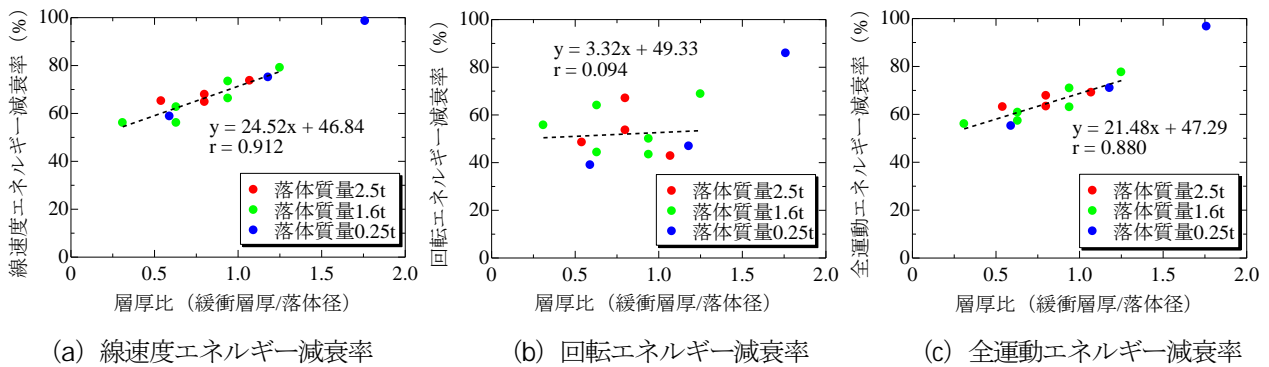 線速度エネルギー減衰率 (%)
100
80
60
40
20
0
y = 24.52x + 46.84
r = 0.912
落体質量2.5t
落体質量1.6t
落体質量0.25t
0 0.5 1.0 1.5 2.0
層厚比 (緩衝層厚/落体径)
(a) 線速度エネルギー減衰率
回転エネルギー減衰率 (%)
100
80
60
40
20
0
y = 3.32x + 49.33
r = 0.094
落体質量2.5t
落体質量1.6t
落体質量0.25t
0 0.5 1.0 1.5 2.0
層厚比 (緩衝層厚/落体径)
(b) 回転エネルギー減衰率
全運動エネルギー減衰率 (%)
100
80
60
40
20
0
y = 21.48x + 47.29
r = 0.880
落体質量2.5t
落体質量1.6t
落体質量0.25t
0 0.5 1.0 1.5 2.0
層厚比 (緩衝層厚/落体径)
(c) 全運動エネルギー減衰率